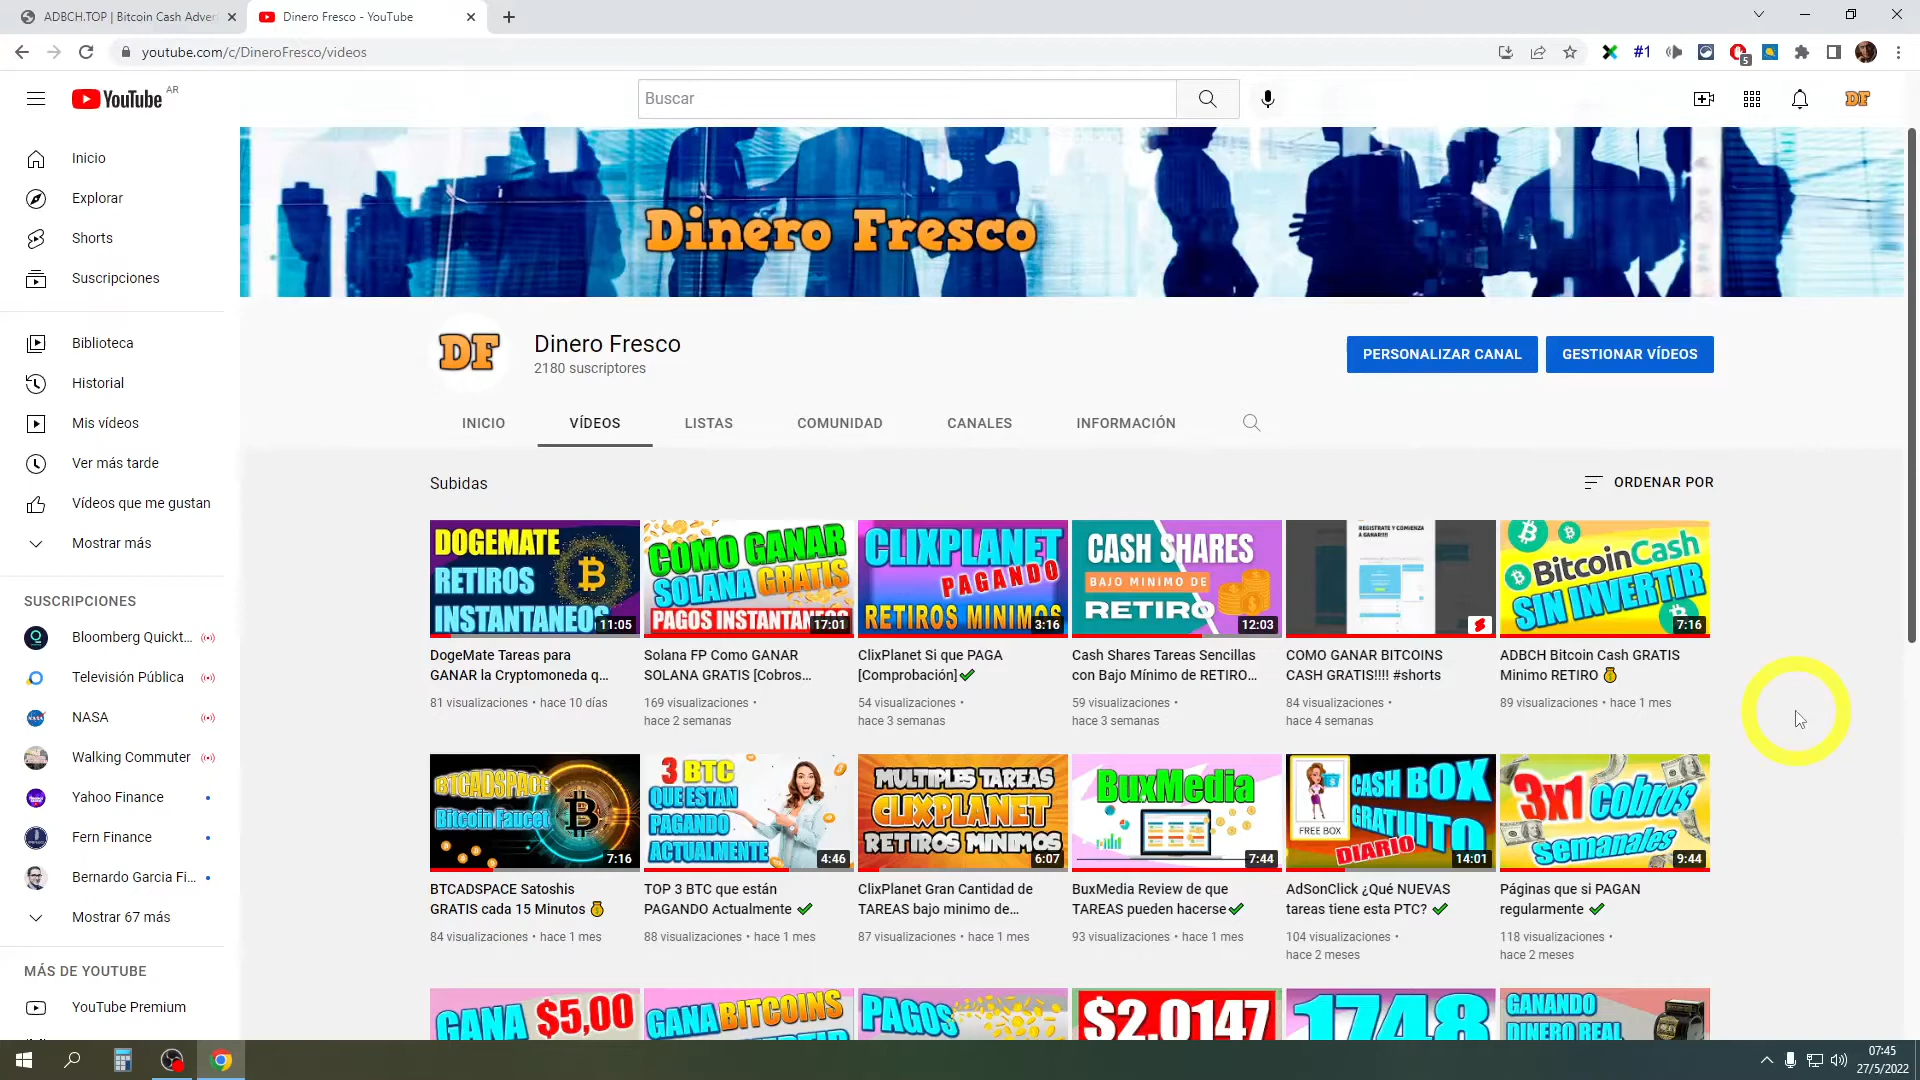 ADBCH.TOP | Bitcoin Cash Adver
Dinero Fresco - YouTube
youtube.com/c/DineroFresco/videos
#1
5
YouTube AR
Buscar
DF
Inicio
Explorar
Shorts
Suscripciones
Biblioteca
Historial
Mis vídeos
Ver más tarde
Vídeos que me gustan
Mostrar más
SUSCRIPCIONES
Bloomberg Quickt...
Televisión Pública
NASA
Walking Commuter
Yahoo Finance
Fern Finance
Bernardo Garcia Fi...
Mostrar 67 más
MÁS DE YOUTUBE
YouTube Premium
Dinero Fresco
DF
Dinero Fresco
2180 suscriptores
PERSONALIZAR CANAL
GESTIONAR VÍDEOS
INICIO
VÍDEOS
LISTAS
COMUNIDAD
CANALES
INFORMACIÓN
Subidas
ORDENAR POR
DOGEMATE
RETIROS
INSTANTANEOS
11:05
DogeMate Tareas para
GANAR la Cryptomoneda q...
81 visualizaciones • hace 10 días
COMO GANAR
SOLANA GRATIS
PAGOS INSTANTAN
17:01
Solana FP Como GANAR
SOLANA GRATIS [Cobros...
169 visualizaciones •
hace 2 semanas
CLIXPLANET
PAGANDO
RETIROS MINIMOS
3:16
ClixPlanet Si que PAGA
[Comprobación]✔
54 visualizaciones •
hace 3 semanas
CASH SHARES
BAJO MINIMO DE
RETIRO
12:03
Cash Shares Tareas Sencillas
con Bajo Mínimo de RETIRO...
59 visualizaciones •
hace 3 semanas
REGISTRATE Y COMIENZA
A GANAR!!!!
COMO GANAR BITCOINS
CASH GRATIS!!!! #shorts
84 visualizaciones •
hace 4 semanas
BitcoinCash
SIN INVERTIR
7:16
ADBCH Bitcoin Cash GRATIS
Minimo RETIRO 💰
89 visualizaciones • hace 1 mes
BTCADSPACE
Bitcoin Faucet
7:16
BTCADSPACE Satoshis
GRATIS cada 15 Minutos 💰
84 visualizaciones • hace 1 mes
3 BTC
QUE ESTAN
PAGANDO
ACTUALMENTE
4:46
TOP 3 BTC que están
PAGANDO Actualmente ✔
88 visualizaciones • hace 1 mes
MULTIPLES TAREAS
CLIXPLANET
RETIROS MINIMOS
6:07
ClixPlanet Gran Cantidad de
TAREAS bajo minimo de...
87 visualizaciones • hace 1 mes
BuxMedia
7:44
BuxMedia Review de que
TAREAS pueden hacerse✔
93 visualizaciones • hace 1 mes
FREE BOX
CASH BOX
GRATUITO
DIARIO
14:01
AdSonClick ¿Qué NUEVAS
tareas tiene esta PTC? ✔
104 visualizaciones •
hace 2 meses
3x1 Cobros
semanales
9:44
Páginas que si PAGAN
regularmente ✔
118 visualizaciones •
hace 2 meses
GANA $5,00
GANA BITCOINS
PAGOS
$2,0147
1748
GANANDO
DINERO REAL
07:45
27/5/2022